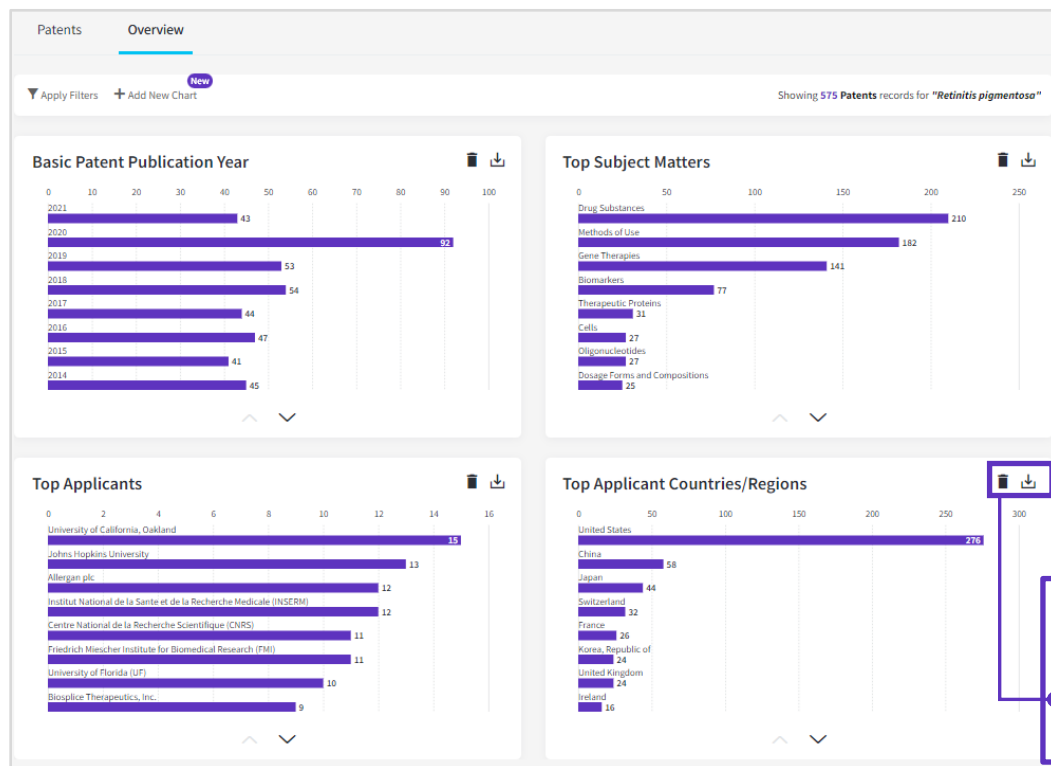 Patents Overview
New
Apply Filters Add New Chart
Showing 575 Patents records for "Retinitis pigmentosa"
Basic Patent Publication Year
0 10 20 30 40 50 60 70 80 90 100
2021
43
2020
92
2019
53
2018
54
2017
44
2016
47
2015
41
2014
45
Top Subject Matters
0 50 100 150 200 250
Drug Substances
210
Methods of Use
182
Gene Therapies
141
Biomarkers
77
Therapeutic Proteins
31
Cells
27
Oligonucleotides
27
Dosage Forms and Compositions
25
Top Applicants
0 2 4 6 8 10 12 14 16
University of California, Oakland
15
Johns Hopkins University
13
Allergan plc
12
Institut National de la Sante et de la Recherche Medicale (INSERM)
12
Centre National de la Recherche Scientifique (CNRS)
11
Friedrich Miescher Institute for Biomedical Research (FMI)
11
University of Florida (UF)
10
Biosplice Therapeutics, Inc.
9
Top Applicant Countries/Regions
0 50 100 150 200 250 300
United States
276
China
58
Japan
44
Switzerland
32
France
26
Korea, Republic of
24
United Kingdom
24
Ireland
16